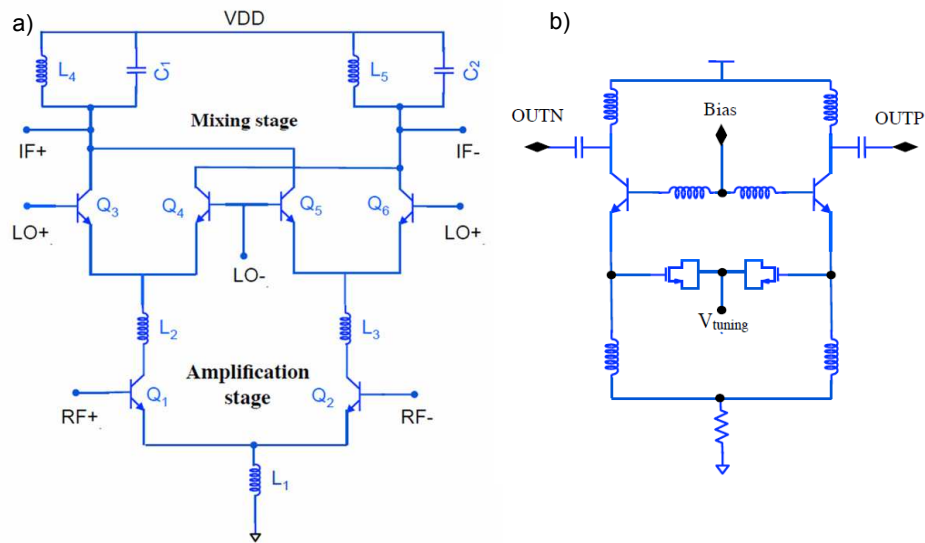 a)
VDD
b)
L4
C1
L5
C2
Mixing stage
IF+
IF-
Q3
Q4
Q5
Q6
LO+
LO-
LO+
L2
L3
Amplification
stage
Q1
Q2
RF+
RF-
L1
OUTN
Bias
OUTP
Vtuning